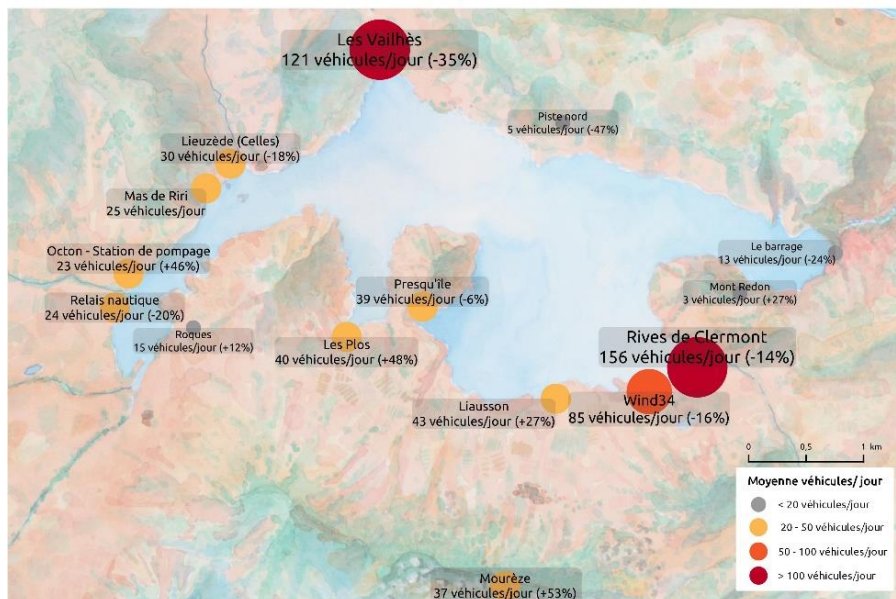 Les Vailhès
121 véhicules/jour (-35%)
Piste nord
5 véhicules/jour (-47%)
Lieuzède (Celles)
30 véhicules/jour (-18%)
Mas de Riri
25 véhicules/jour
Octon - Station de pompage
23 véhicules/jour (+46%)
Le barrage
13 véhicules/jour (-24%)
Presqu'île
39 véhicules/jour (-6%)
Mont Redon
3 véhicules/jour (+27%)
Relais nautique
24 véhicules/jour (-20%)
Roques
15 véhicules/jour (+12%)
Les Plos
40 véhicules/jour (+48%)
Rives de Clermont
156 véhicules/jour (-14%)
Liausson
43 véhicules/jour (+27%)
Wind34
85 véhicules/jour (-16%)
0 0,5 1 km
Moyenne véhicules/ jour
< 20 véhicules/jour
20 - 50 véhicules/jour
50 - 100 véhicules/jour
> 100 véhicules/jour
Mourèze
37 véhicules/jour (+53%)